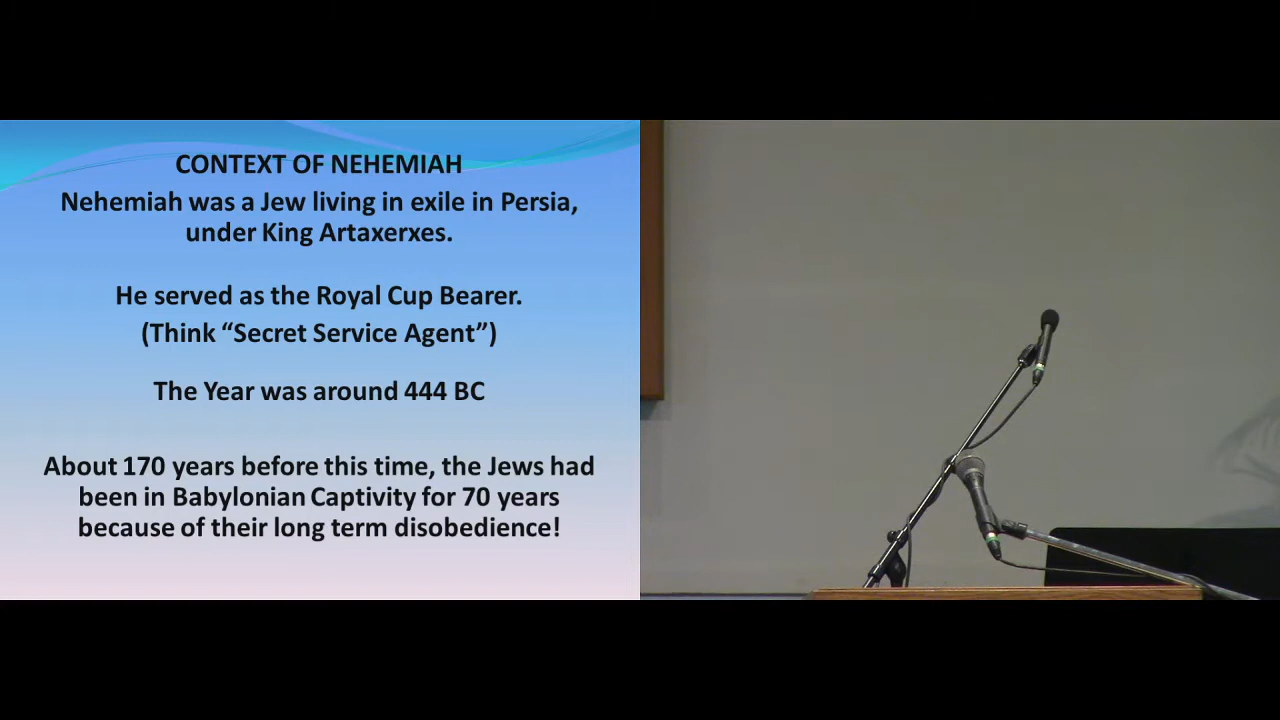 CONTEXT OF NEHEMIAH
Nehemiah was a Jew living in exile in Persia,
under King Artaxerxes.
He served as the Royal Cup Bearer.
(Think “Secret Service Agent”)
The Year was around 444 BC
About 170 years before this time, the Jews had
been in Babylonian Captivity for 70 years
because of their long term disobedience!